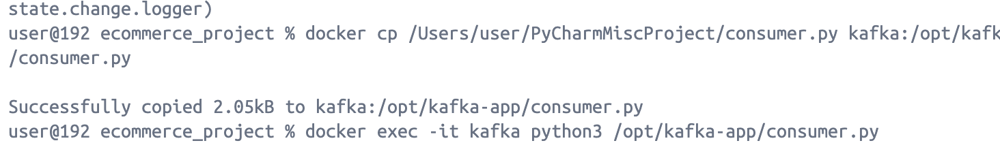 state.change.logger)
user@192 ecommerce_project % docker cp /Users/user/PyCharmMiscProject/consumer.py kafka:/opt/kafk
/consumer.py
Successfully copied 2.05kB to kafka:/opt/kafka-app/consumer.py
user@192 ecommerce_project % docker exec -it kafka python3 /opt/kafka-app/consumer.py